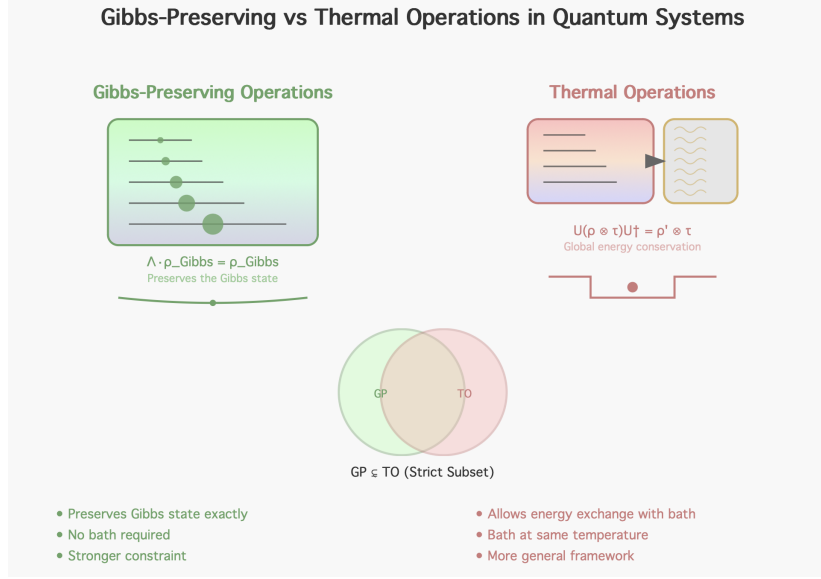 Gibbs-Preserving vs Thermal Operations in Quantum Systems
Gibbs-Preserving Operations
Λ·ρ_Gibbs = ρ_Gibbs
Preserves the Gibbs state
Thermal Operations
U(ρ ⊗ τ)U† = ρ' ⊗ τ
Global energy conservation
GP
TO
GP ⊊ TO (Strict Subset)
• Preserves Gibbs state exactly
• No bath required
• Stronger constraint
• Allows energy exchange with bath
• Bath at same temperature
• More general framework